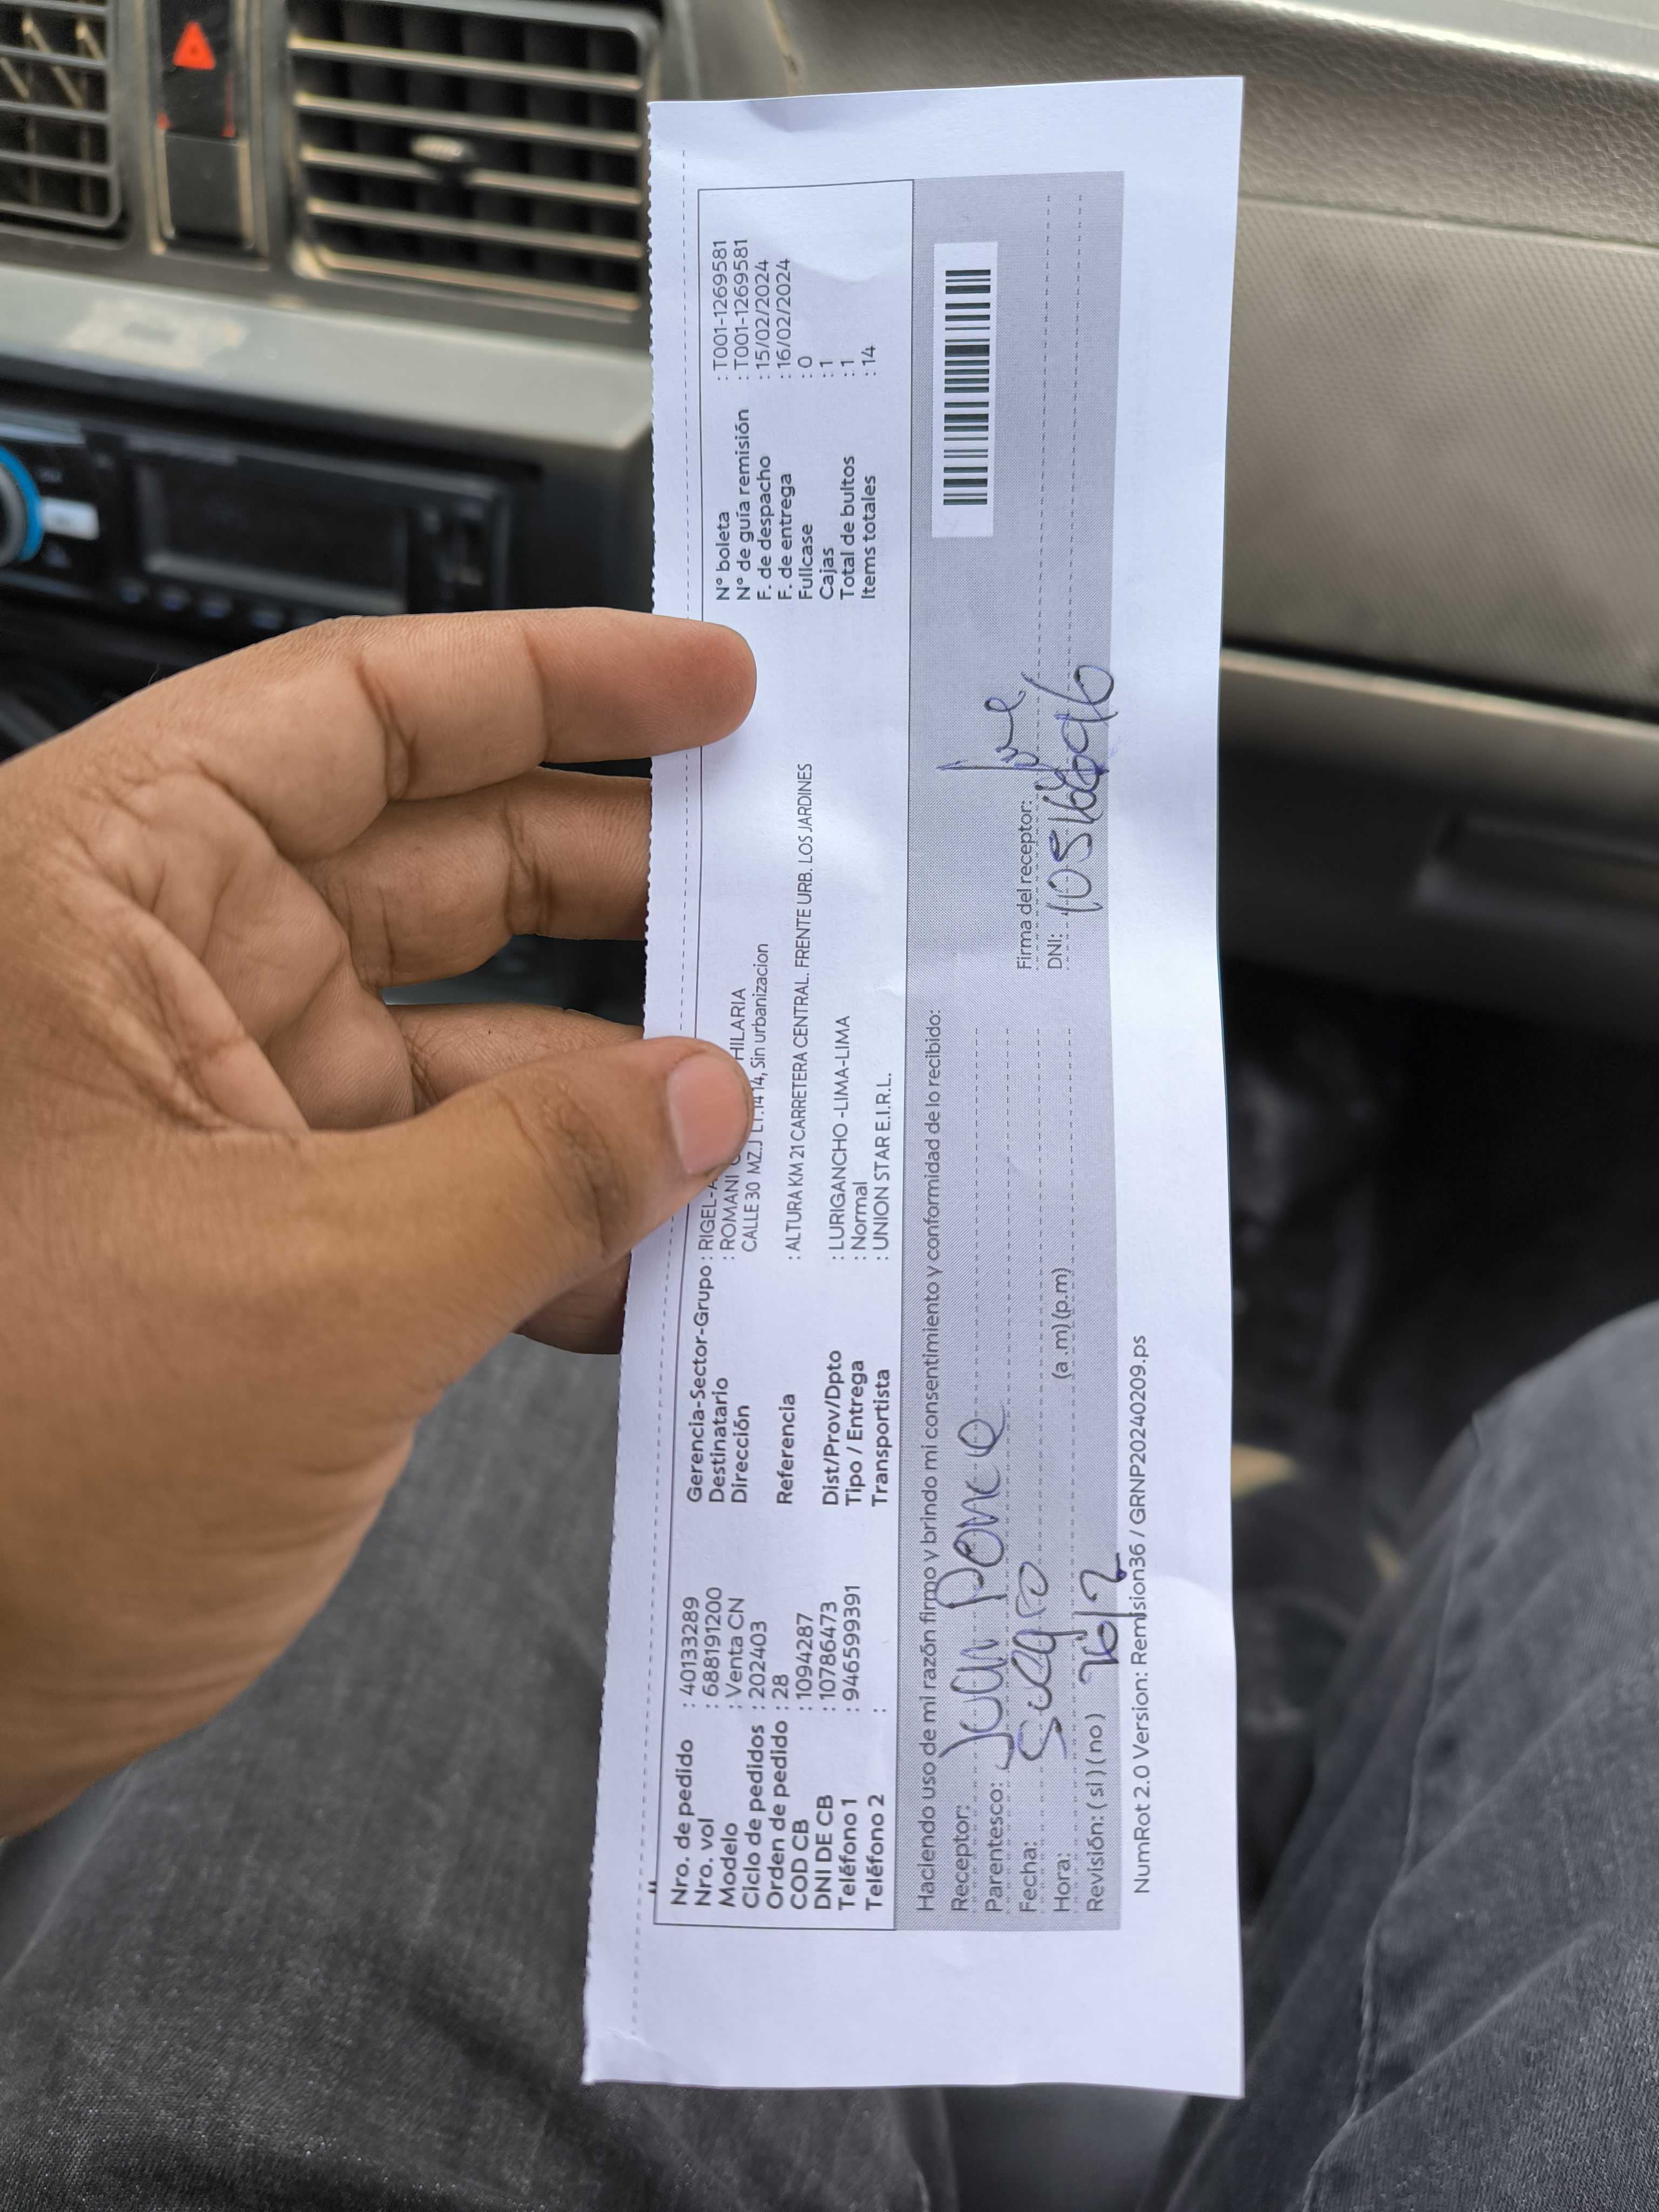 Nro. de pedido : 40133289
Nro. vol : 688191200
Modelo : Venta CN
Ciclo de pedidos : 202403
Orden de pedido : 28
COD CB : 1094287
DNI DE CB : 10786473
Teléfono 1 : 946599391
Teléfono 2 :
Gerencia-Sector-Grupo : RIGEL-
Destinatario : ROMANI HILARIA
Dirección CALLE 30 MZ.J LT.14 14, Sin urbanizacion
Referencia : ALTURA KM 21 CARRETERA CENTRAL. FRENTE URB. LOS JARDINES
Dist/Prov/Dpto : LURIGANCHO -LIMA-LIMA
Tipo / Entrega : Normal
Transportista : UNION STAR E.I.R.L.
N° boleta : T001-1269581
N° de guía remisión : T001-1269581
F. de despacho : 15/02/2024
F. de entrega : 16/02/2024
Fullcase : 0
Cajas : 1
Total de bultos : 1
Items totales : 14
Haciendo uso de mi razón firmo y brindo mi consentimiento y conformidad de lo recibido:
Receptor: Juan Ponce
Parentesco: Suegro
Fecha:
Hora: (a .m) (p.m)
Revisión: ( si ) ( no ) 16/2
Firma del receptor:
DNI:
NumRot 2.0 Version: Remision36 / GRNP20240209.ps